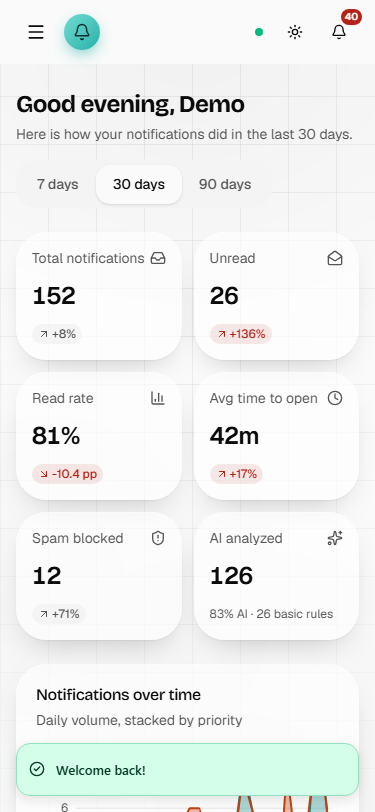 40
Good evening, Demo
Here is how your notifications did in the last 30 days.
7 days 30 days 90 days
Total notifications
152
+8%
Unread
26
+136%
Read rate
81%
-10.4 pp
Avg time to open
42m
+17%
Spam blocked
12
+71%
AI analyzed
126
83% AI · 26 basic rules
Notifications over time
Daily volume, stacked by priority
Welcome back!
6